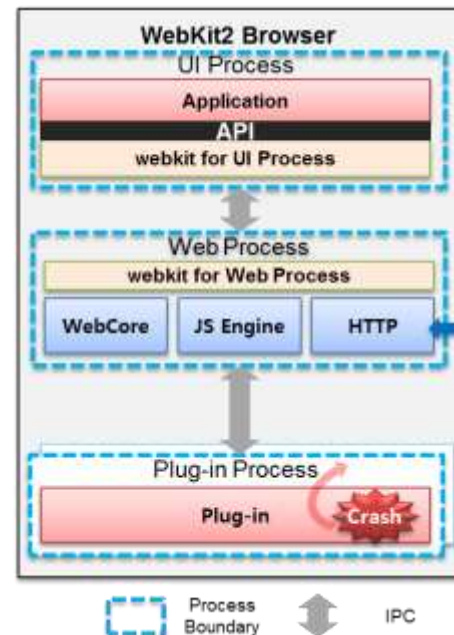 WebKit2 Browser
UI Process
Application
API
webkit for UI Process
Web Process
webkit for Web Process
WebCore JS Engine HTTP
Plug-in Process
Plug-in Crash
Process
Boundary
IPC